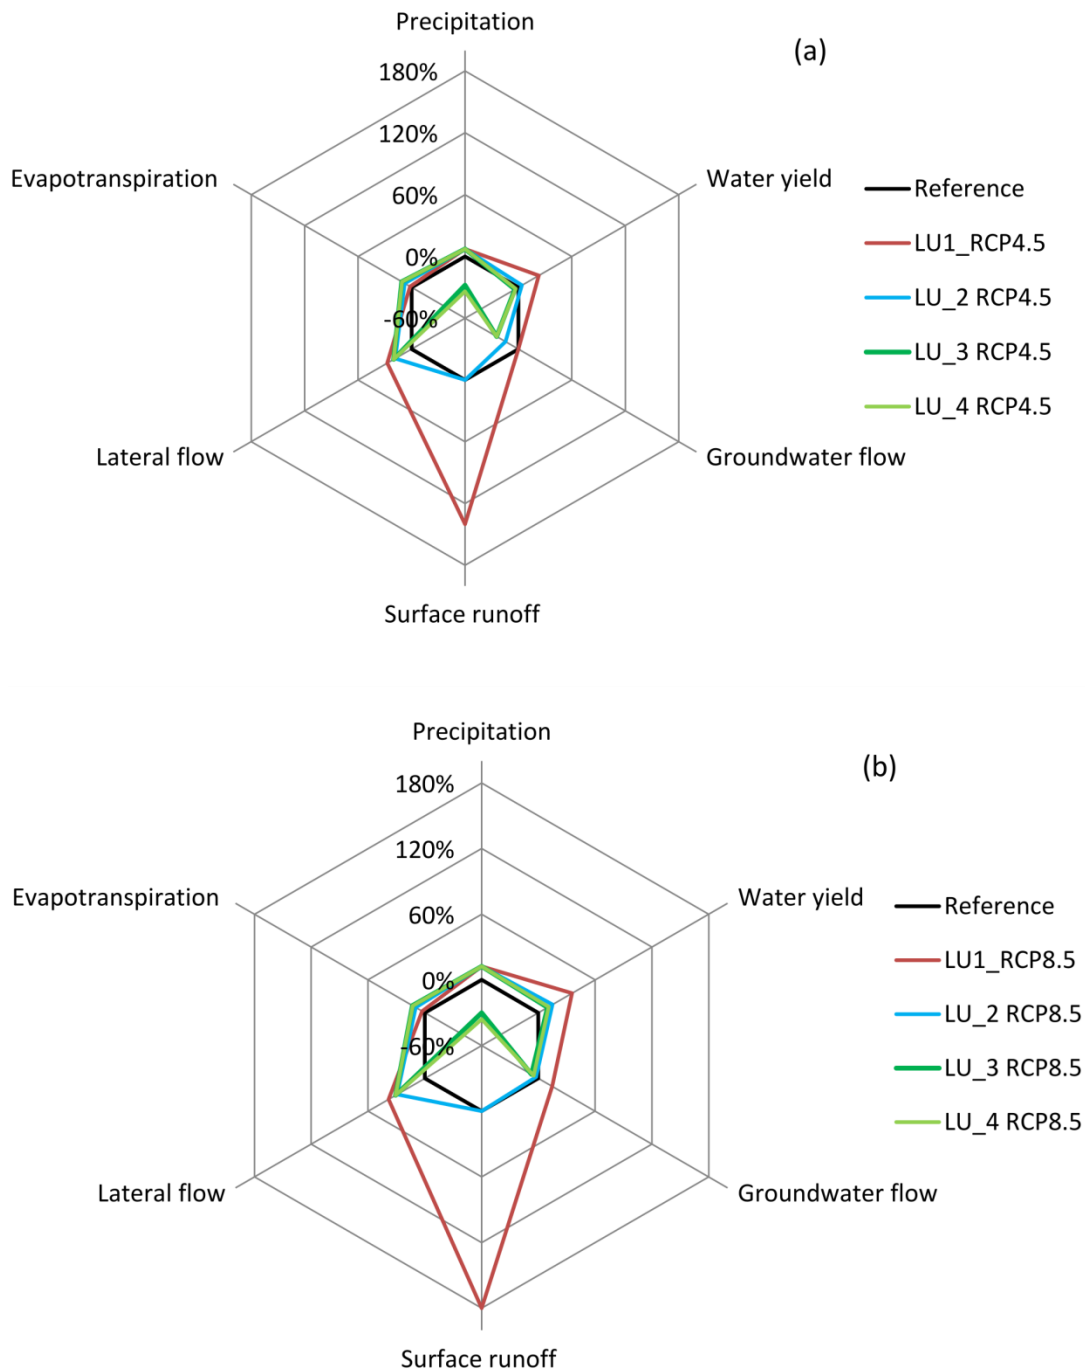 Precipitation
(a)
180%
120%
Evapotranspiration
Water yield
60%
0%
-60%
Reference
LU1_RCP4.5
LU_2 RCP4.5
LU_3 RCP4.5
LU_4 RCP4.5
Lateral flow
Groundwater flow
Surface runoff
Precipitation
(b)
180%
120%
Evapotranspiration
Water yield
60%
0%
-60%
Reference
LU1_RCP8.5
LU_2 RCP8.5
LU_3 RCP8.5
LU_4 RCP8.5
Lateral flow
Groundwater flow
Surface runoff